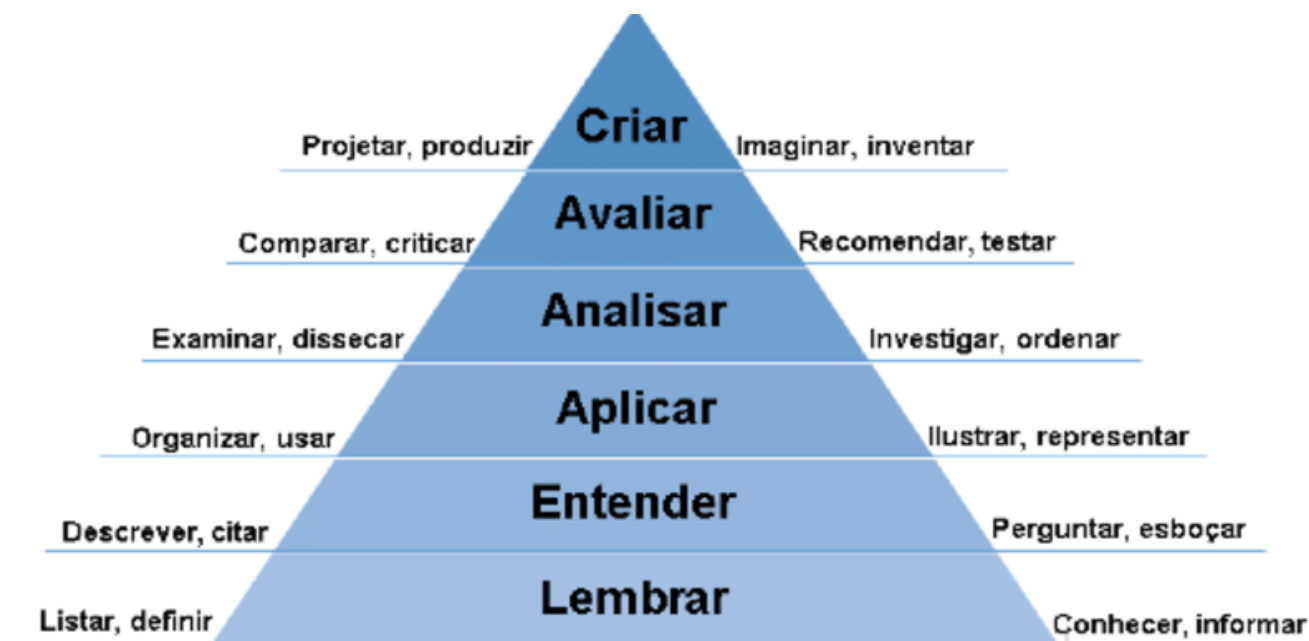 Criar
Projetar, produzir
Imaginar, inventar
Avaliar
Comparar, criticar
Recomendar, testar
Analisar
Examinar, dissecar
Investigar, ordenar
Aplicar
Organizar, usar
Ilustrar, representar
Entender
Descrever, citar
Perguntar, esboçar
Lembrar
Listar, definir
Conhecer, informar